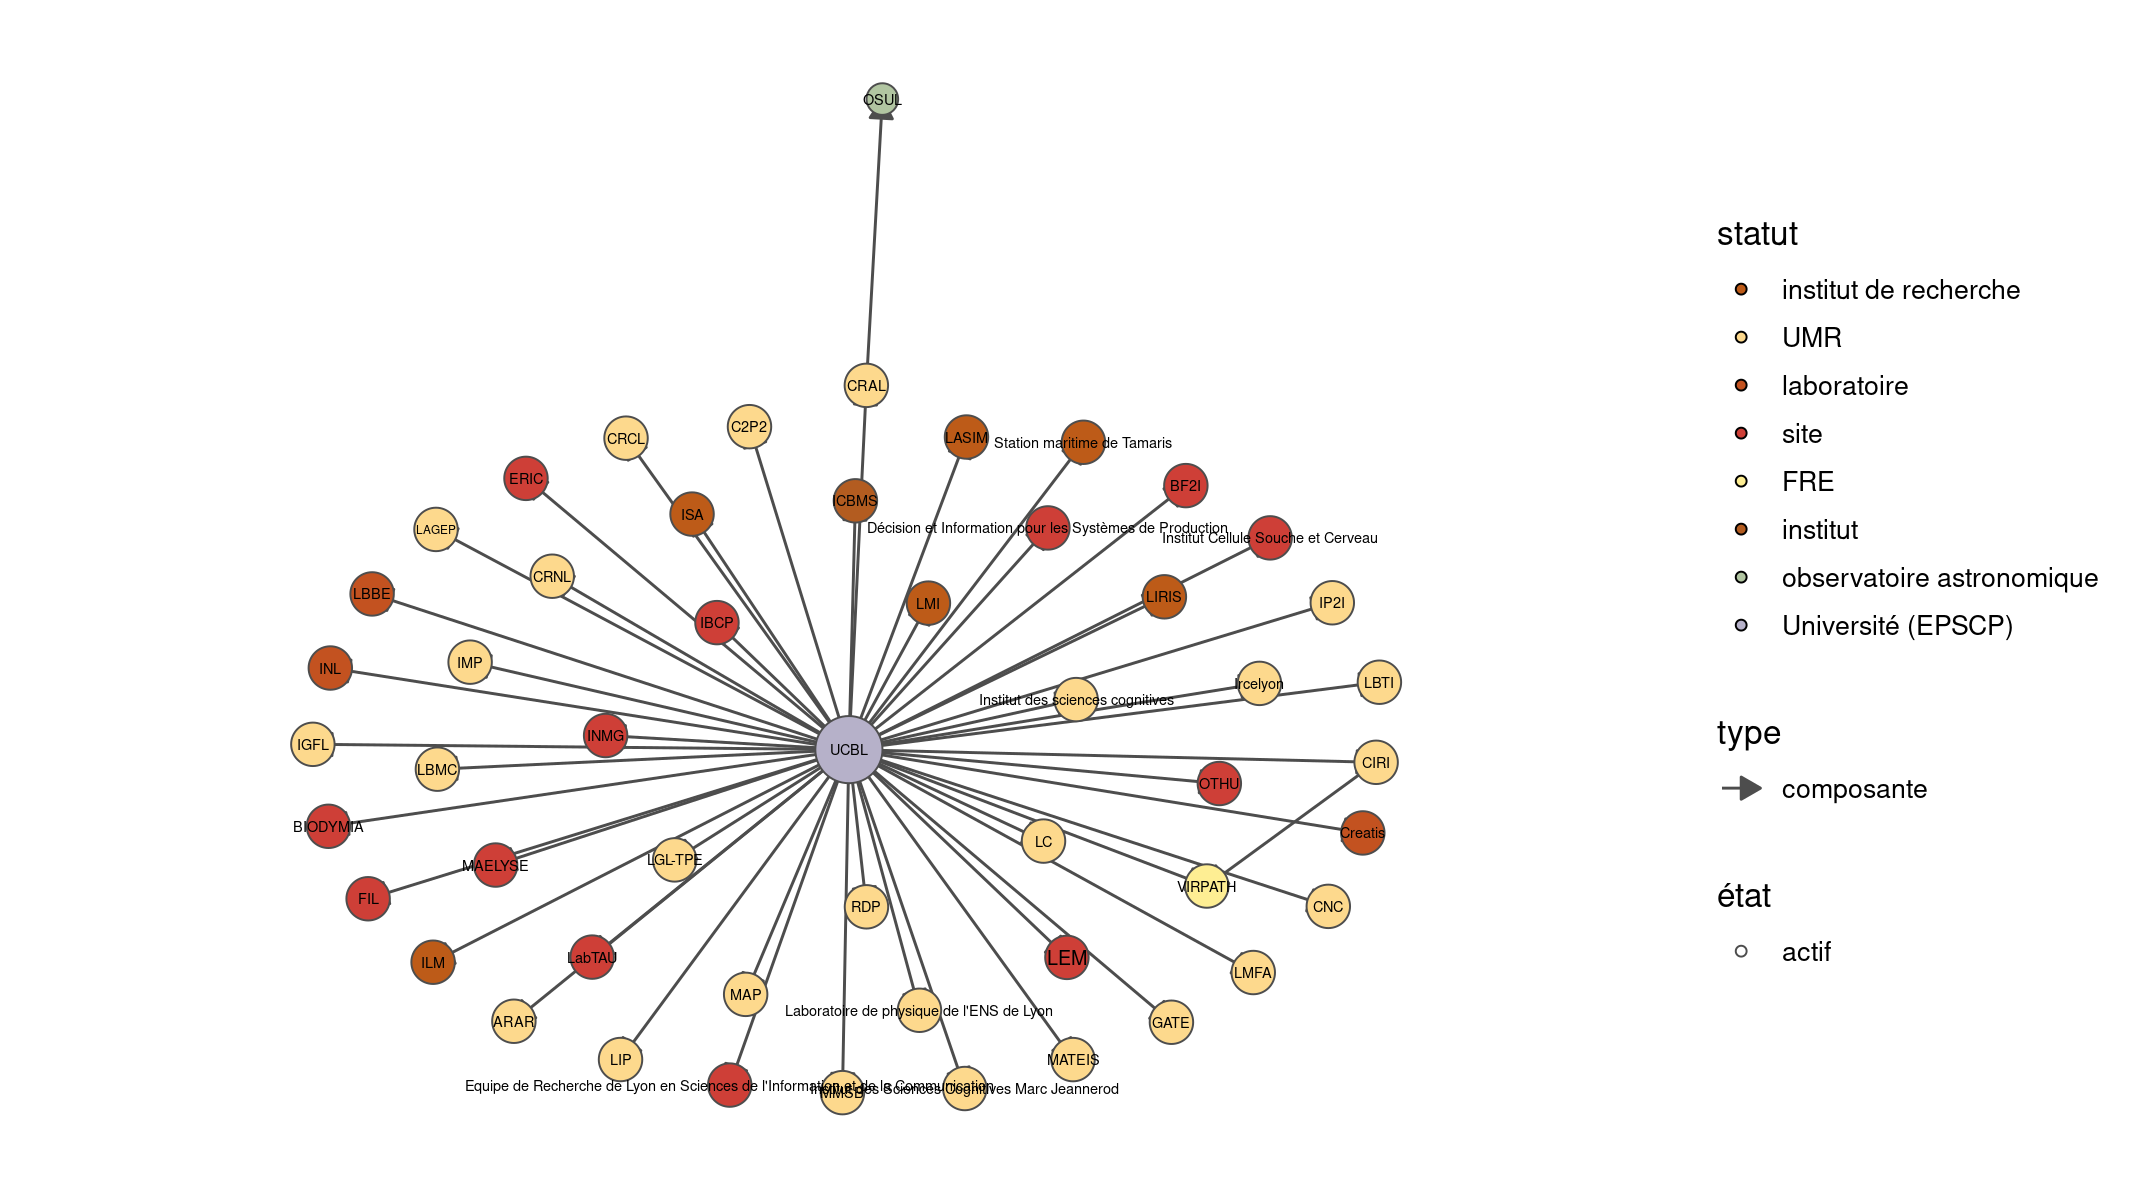 OSUL
CRAL
C2P2
CRCL
LASIM
Station maritime de Tamaris
ERIC
BF2I
ICBMS
ISA
LAGEP
Décision et Information pour les Systèmes de Production
Institut Cellule Souche et Cerveau
CRNL
LBBE
LIRIS
IP2I
LMI
IBCP
IMP
INL
LBTI
Ircelyon
Institut des sciences cognitives
INMG
IGFL
UCBL
CIRI
LBMC
OTHU
BIODYMIA
Creatis
LC
LGL-TPE
MAELYSE
VIRPATH
FIL
RDP
CNC
LabTAU
LEM
ILM
LMFA
MAP
Laboratoire de physique de l'ENS de Lyon
ARAR
GATE
LIP
MATEIS
Equipe de Recherche de Lyon en Sciences de l'Information et de la Communication
MMSB
Institut des Sciences Cognitives Marc Jeannerod
statut
institut de recherche
UMR
laboratoire
site
FRE
institut
observatoire astronomique
Université (EPSCP)
type
composante
état
actif